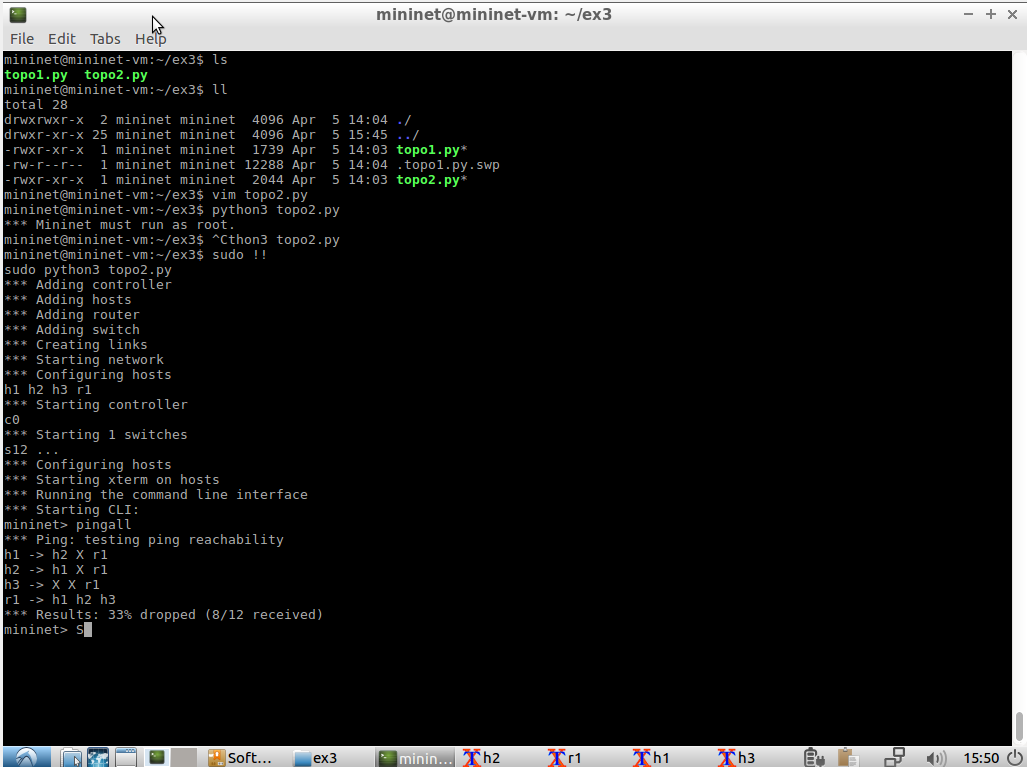 mininet@mininet-vm: ~/ex3
File Edit Tabs Help
mininet@mininet-vm:~/ex3$ ls
topo1.py  topo2.py
mininet@mininet-vm:~/ex3$ ll
total 28
drwxrwxr-x  2 mininet mininet  4096 Apr  5 14:04 ./
drwxr-xr-x 25 mininet mininet  4096 Apr  5 15:45 ../
-rwxr-xr-x  1 mininet mininet  1739 Apr  5 14:03 topo1.py*
-rw-r--r--  1 mininet mininet 12288 Apr  5 14:04 .topo1.py.swp
-rwxr-xr-x  1 mininet mininet  2044 Apr  5 14:03 topo2.py*
mininet@mininet-vm:~/ex3$ vim topo2.py
mininet@mininet-vm:~/ex3$ python3 topo2.py
*** Mininet must run as root.
mininet@mininet-vm:~/ex3$ ^Cthon3 topo2.py
mininet@mininet-vm:~/ex3$ sudo !!
sudo python3 topo2.py
*** Adding controller
*** Adding hosts
*** Adding router
*** Adding switch
*** Creating links
*** Starting network
*** Configuring hosts
h1 h2 h3 r1
*** Starting controller
c0
*** Starting 1 switches
s12 ...
*** Configuring hosts
*** Starting xterm on hosts
*** Running the command line interface
*** Starting CLI:
mininet> pingall
*** Ping: testing ping reachability
h1 -> h2 X r1
h2 -> h1 X r1
h3 -> X X r1
r1 -> h1 h2 h3
*** Results: 33% dropped (8/12 received)
mininet> S
Soft... ex3 minin... h2 r1 h1 h3 15:50